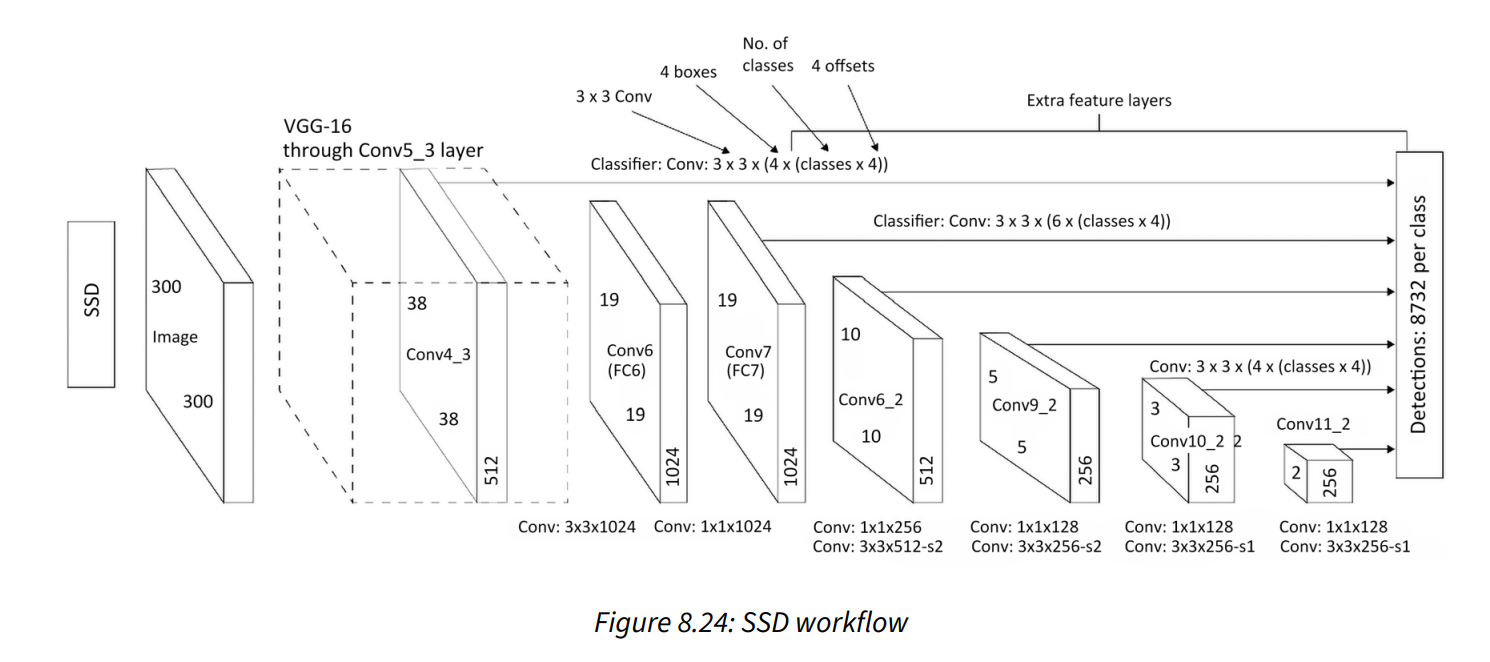 No. of
classes
4 offsets
4 boxes
3 x 3 Conv
Extra feature layers
VGG-16
through Conv5_3 layer
Classifier: Conv: 3 x 3 x (4 x (classes x 4))
Classifier: Conv: 3 x 3 x (6 x (classes x 4))
SSD
300
Image
300
38
Conv4_3
38
512
19
Conv6
(FC6)
19
1024
19
Conv7
(FC7)
19
1024
10
Conv6_2
10
512
5
Conv9_2
5
256
Conv: 3 x 3 x (4 x (classes x 4))
3
Conv10_2 2
3
256
Conv11_2
2
256
Detections: 8732 per class
Conv: 3x3x1024
Conv: 1x1x1024
Conv: 1x1x256
Conv: 3x3x512-s2
Conv: 1x1x128
Conv: 3x3x256-s2
Conv: 1x1x128
Conv: 3x3x256-s1
Conv: 1x1x128
Conv: 3x3x256-s1
Figure 8.24: SSD workflow